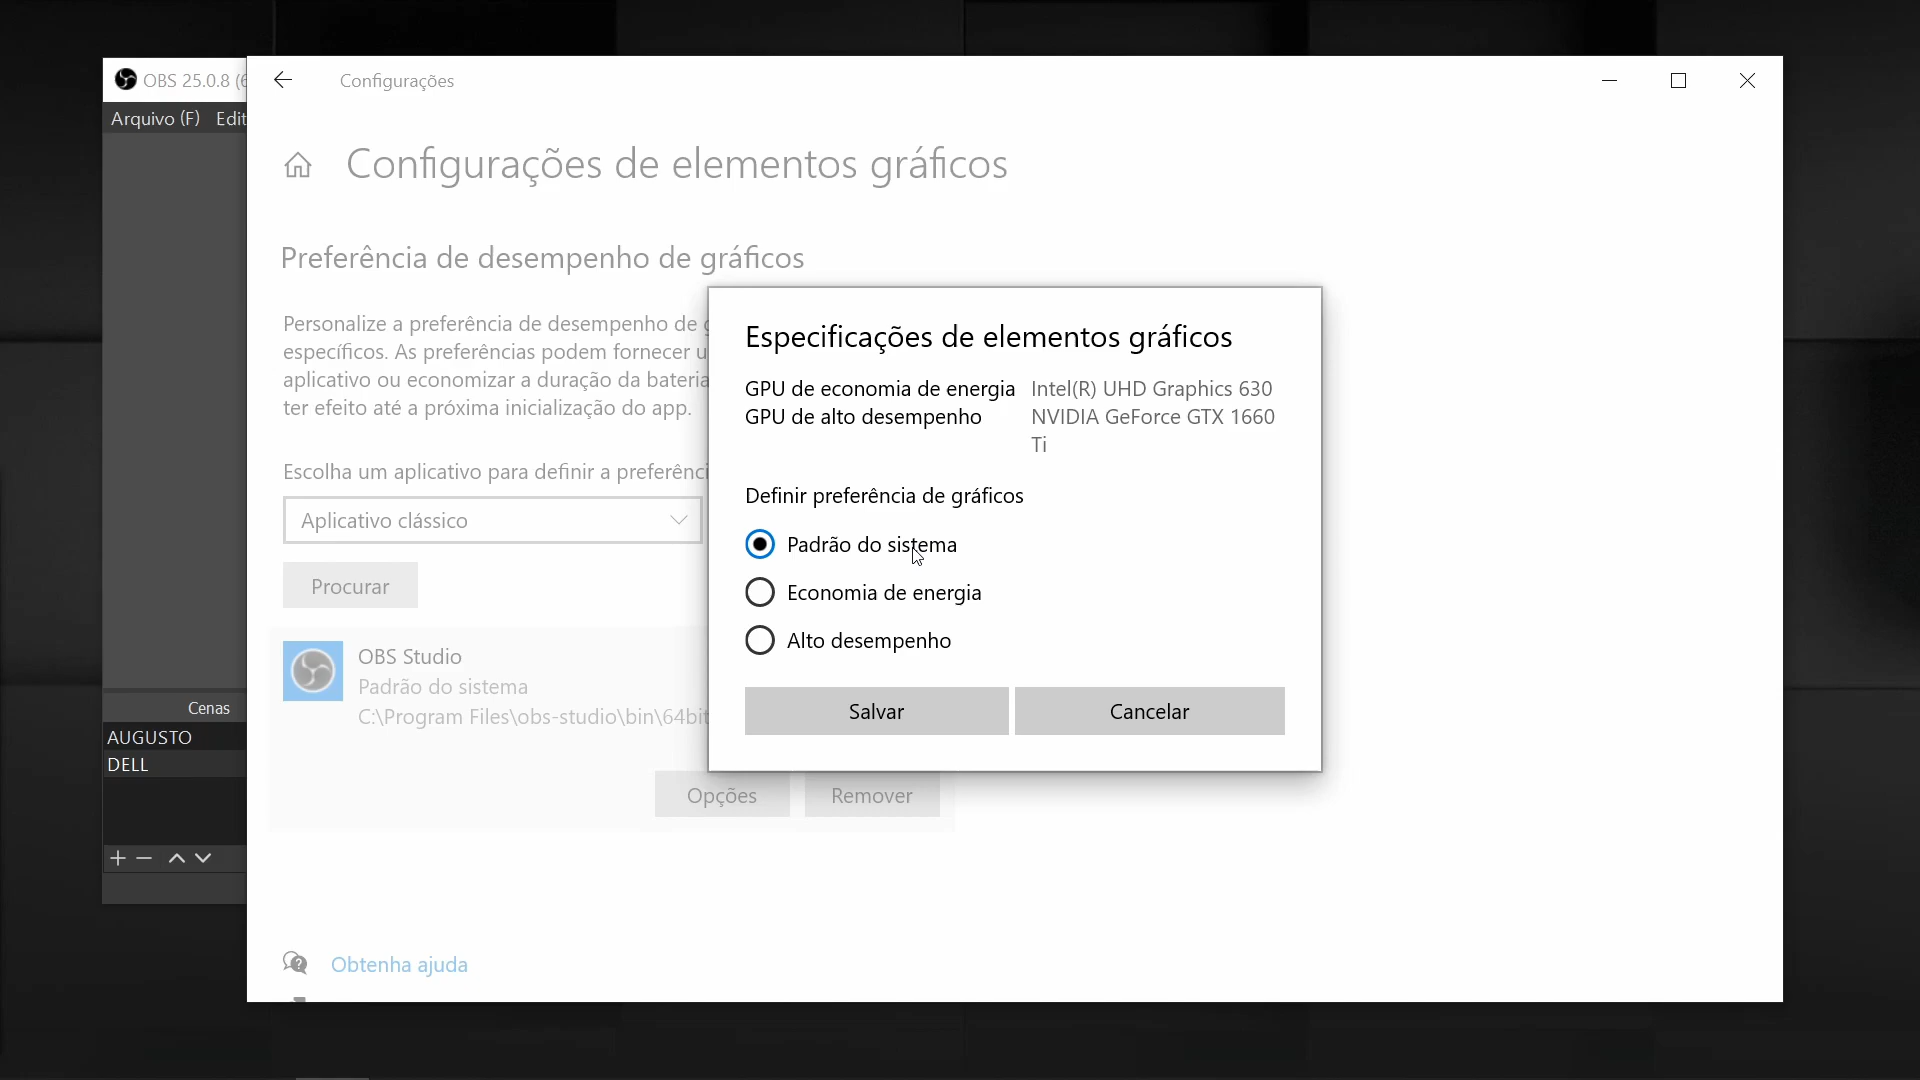 OBS 25.0.8 (6
Arquivo (F) Edit
Cenas
AUGUSTO
DELL
Configurações
Configurações de elementos gráficos
Preferência de desempenho de gráficos
Personalize a preferência de desempenho de g
específicos. As preferências podem fornecer u
aplicativo ou economizar a duração da bateria
ter efeito até a próxima inicialização do app.
Escolha um aplicativo para definir a preferênci
Aplicativo clássico
Procurar
OBS Studio
Padrão do sistema
C:\Program Files\obs-studio\bin\64bit
Opções Remover
Obtenha ajuda
Especificações de elementos gráficos
GPU de economia de energia Intel(R) UHD Graphics 630
GPU de alto desempenho NVIDIA GeForce GTX 1660
Ti
Definir preferência de gráficos
Padrão do sistema
Economia de energia
Alto desempenho
Salvar Cancelar